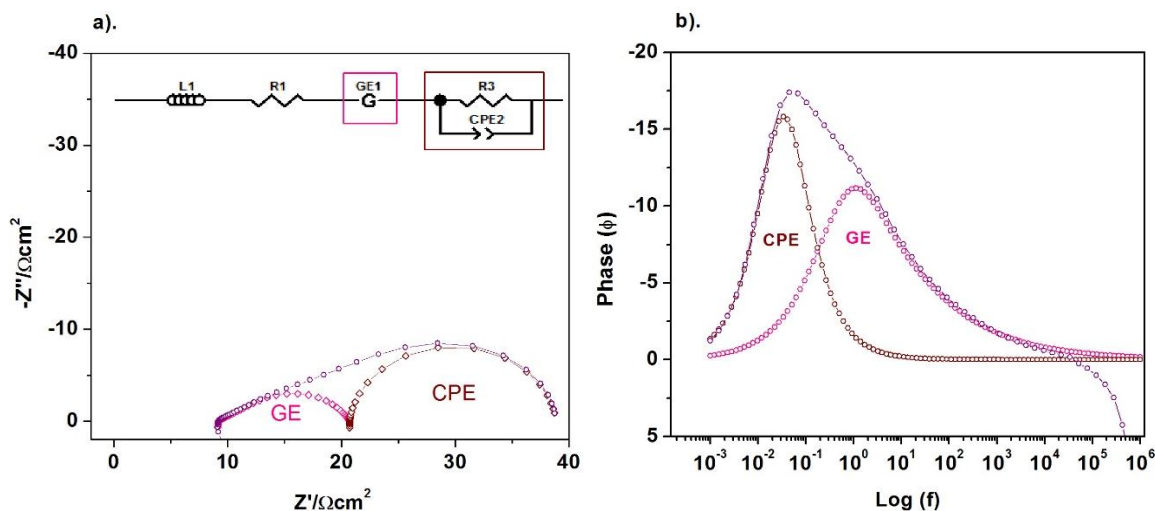 a).
-Z''/Ωcm²
-40
-30
-20
-10
0
L1
R1
GE1
G
R3
CPE2
GE
CPE
0
10
20
30
40
Z'/Ωcm²
b).
Phase (ϕ)
-20
-15
-10
-5
0
5
CPE
GE
10⁻³
10⁻²
10⁻¹
10⁰
10¹
10²
10³
10⁴
10⁵
10⁶
Log (f)